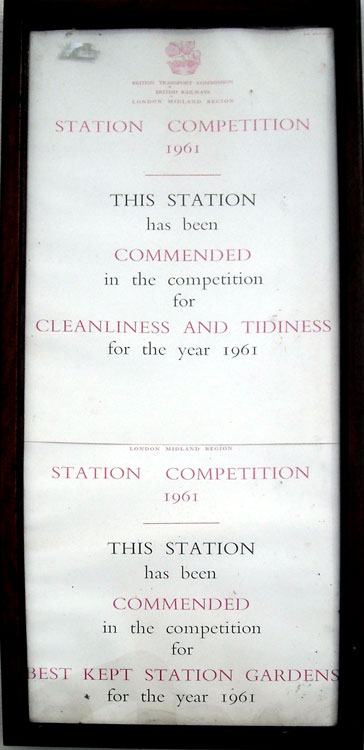 BRITISH TRANSPORT COMMISSION
BRITISH RAILWAYS
LONDON MIDLAND REGION
STATION COMPETITION
1961
THIS STATION
has been
COMMENDED
in the competition
for
CLEANLINESS AND TIDINESS
for the year 1961
LONDON MIDLAND REGION
STATION COMPETITION
1961
THIS STATION
has been
COMMENDED
in the competition
for
BEST KEPT STATION GARDENS
for the year 1961